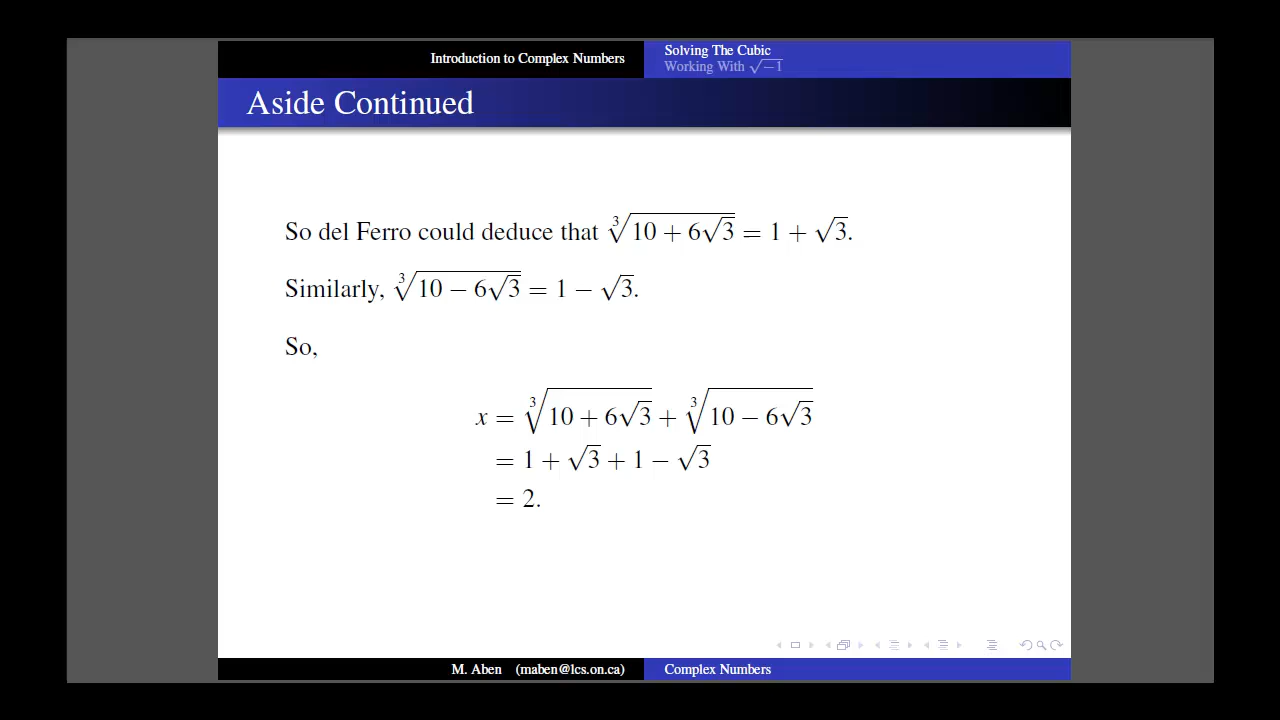 Introduction to Complex Numbers
Solving The Cubic
Working With √−1
Aside Continued
So del Ferro could deduce that ∛(10 + 6√3) = 1 + √3.
Similarly, ∛(10 − 6√3) = 1 − √3.
So,
x = ∛(10 + 6√3) + ∛(10 − 6√3)
= 1 + √3 + 1 − √3
= 2.
M. Aben (maben@lcs.on.ca)
Complex Numbers